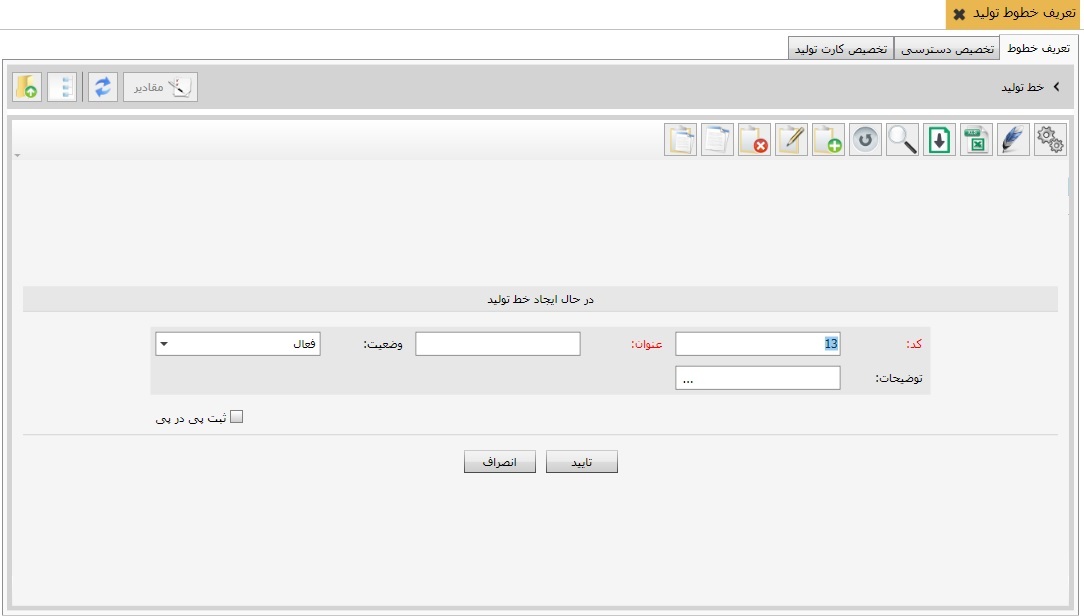 تعریف خطوط تولید
تعریف خطوط
تخصیص دسترسی
تخصیص کارت تولید
خط تولید
مقادیر
در حال ایجاد خط تولید
کد: 13
عنوان:
وضعیت: فعال
توضیحات: ...
ثبت پی در پی
تایید
انصراف